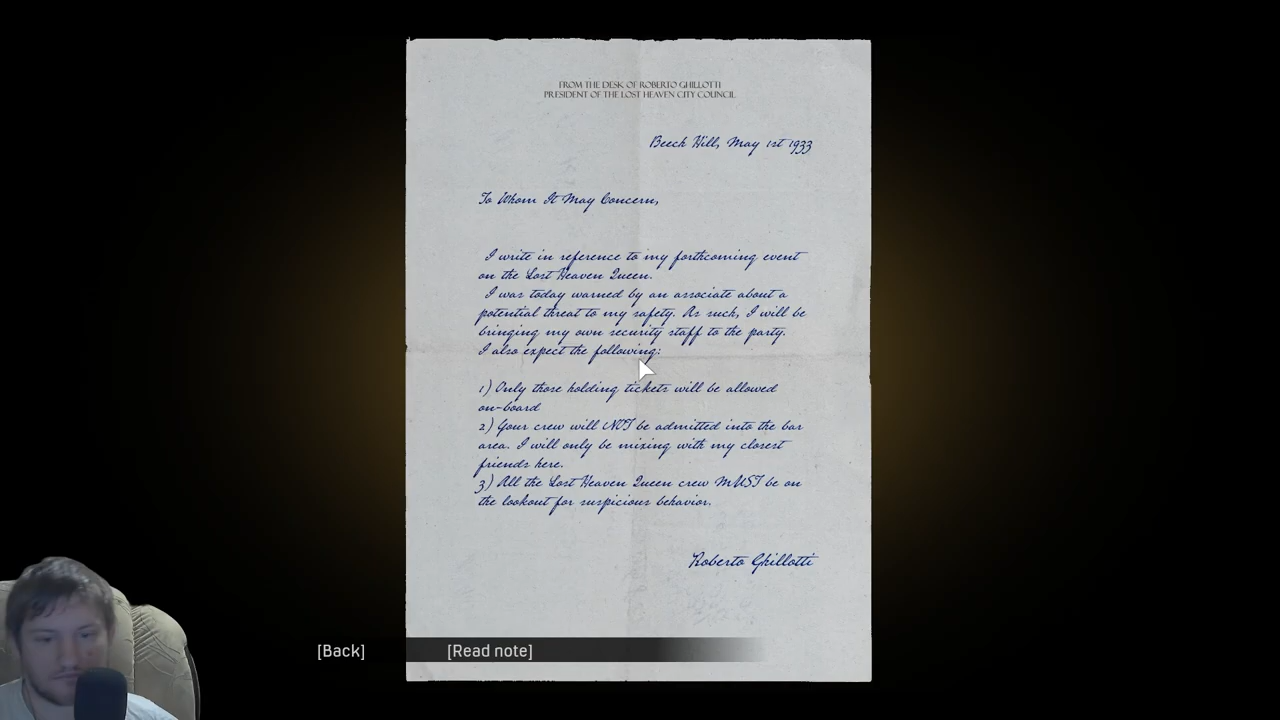 FROM THE DESK OF ROBERTO GHILLOTTI
PRESIDENT OF THE LOST HEAVEN CITY COUNCIL
Beech Hill, May 1st 1933
To Whom It May Concern,
I write in reference to my forthcoming event
on the Lost Heaven Queen.
I was today warned by an associate about a
potential threat to my safety. As such, I will be
bringing my own security staff to the party.
I also expect the following:
1) Only those holding tickets will be allowed
on-board
2) Your crew will NOT be admitted into the bar
area. I will only be mixing with my closest
friends here.
3) All the Lost Heaven Queen crew MUST be on
the lookout for suspicious behavior.
Roberto Ghillotti
[Back] [Read note]